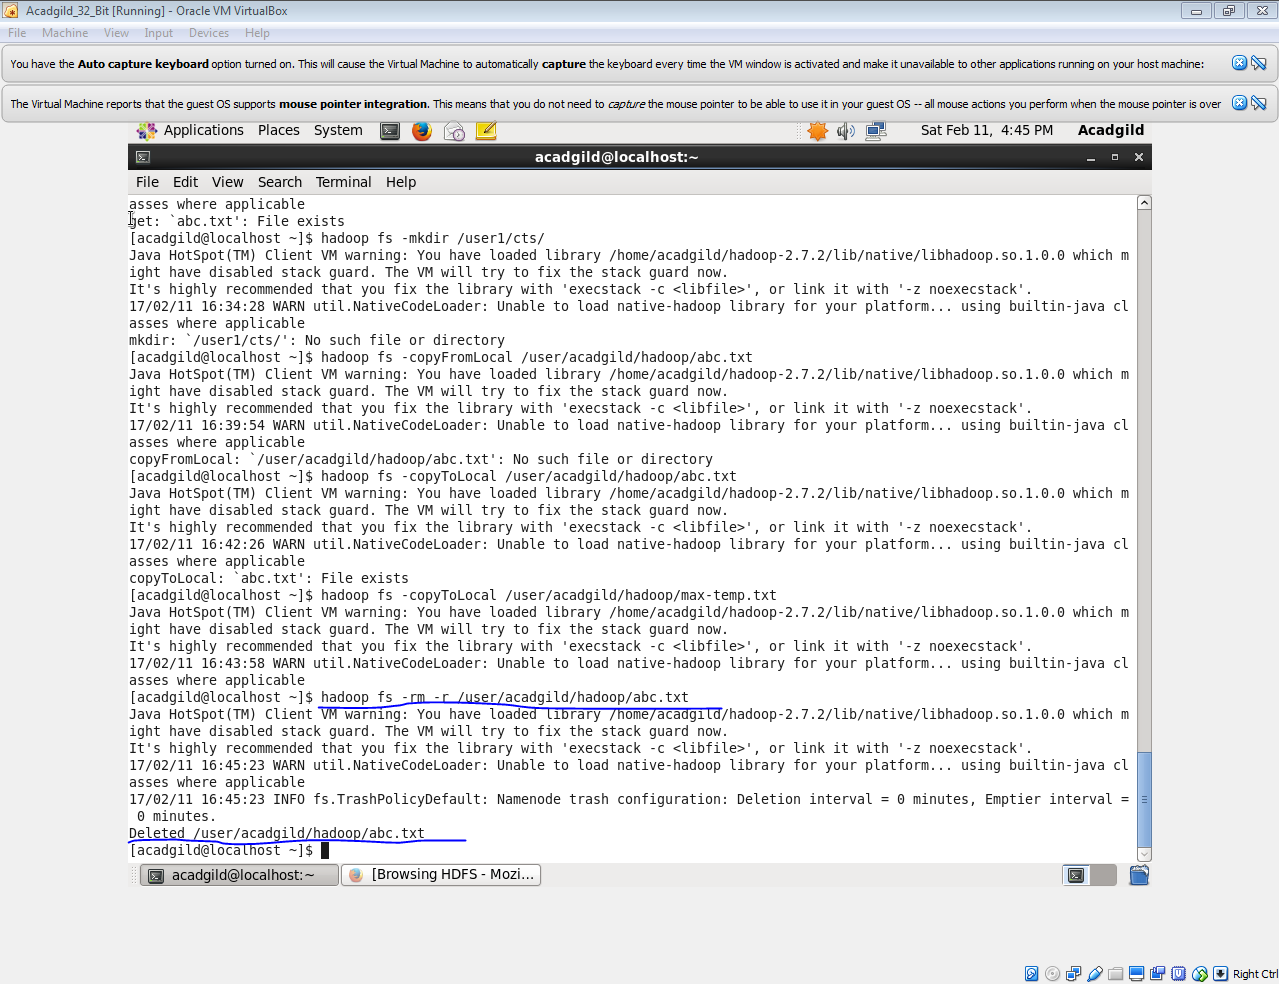 Acadgild_32_Bit [Running] - Oracle VM VirtualBox
File Machine View Input Devices Help
You have the Auto capture keyboard option turned on. This will cause the Virtual Machine to automatically capture the keyboard every time the VM window is activated and make it unavailable to other applications running on your host machine:
The Virtual Machine reports that the guest OS supports mouse pointer integration. This means that you do not need to capture the mouse pointer to be able to use it in your guest OS -- all mouse actions you perform when the mouse pointer is over
Applications Places System Sat Feb 11, 4:45 PM Acadgild
acadgild@localhost:~
File Edit View Search Terminal Help
asses where applicable
get: `abc.txt': File exists
[acadgild@localhost ~]$ hadoop fs -mkdir /user1/cts/
Java HotSpot(TM) Client VM warning: You have loaded library /home/acadgild/hadoop-2.7.2/lib/native/libhadoop.so.1.0.0 which m
ight have disabled stack guard. The VM will try to fix the stack guard now.
It's highly recommended that you fix the library with 'execstack -c <libfile>', or link it with '-z noexecstack'.
17/02/11 16:34:28 WARN util.NativeCodeLoader: Unable to load native-hadoop library for your platform... using builtin-java cl
asses where applicable
mkdir: `/user1/cts/': No such file or directory
[acadgild@localhost ~]$ hadoop fs -copyFromLocal /user/acadgild/hadoop/abc.txt
Java HotSpot(TM) Client VM warning: You have loaded library /home/acadgild/hadoop-2.7.2/lib/native/libhadoop.so.1.0.0 which m
ight have disabled stack guard. The VM will try to fix the stack guard now.
It's highly recommended that you fix the library with 'execstack -c <libfile>', or link it with '-z noexecstack'.
17/02/11 16:39:54 WARN util.NativeCodeLoader: Unable to load native-hadoop library for your platform... using builtin-java cl
asses where applicable
copyFromLocal: `/user/acadgild/hadoop/abc.txt': No such file or directory
[acadgild@localhost ~]$ hadoop fs -copyToLocal /user/acadgild/hadoop/abc.txt
Java HotSpot(TM) Client VM warning: You have loaded library /home/acadgild/hadoop-2.7.2/lib/native/libhadoop.so.1.0.0 which m
ight have disabled stack guard. The VM will try to fix the stack guard now.
It's highly recommended that you fix the library with 'execstack -c <libfile>', or link it with '-z noexecstack'.
17/02/11 16:42:26 WARN util.NativeCodeLoader: Unable to load native-hadoop library for your platform... using builtin-java cl
asses where applicable
copyToLocal: `abc.txt': File exists
[acadgild@localhost ~]$ hadoop fs -copyToLocal /user/acadgild/hadoop/max-temp.txt
Java HotSpot(TM) Client VM warning: You have loaded library /home/acadgild/hadoop-2.7.2/lib/native/libhadoop.so.1.0.0 which m
ight have disabled stack guard. The VM will try to fix the stack guard now.
It's highly recommended that you fix the library with 'execstack -c <libfile>', or link it with '-z noexecstack'.
17/02/11 16:43:58 WARN util.NativeCodeLoader: Unable to load native-hadoop library for your platform... using builtin-java cl
asses where applicable
[acadgild@localhost ~]$ hadoop fs -rm -r /user/acadgild/hadoop/abc.txt
Java HotSpot(TM) Client VM warning: You have loaded library /home/acadgild/hadoop-2.7.2/lib/native/libhadoop.so.1.0.0 which m
ight have disabled stack guard. The VM will try to fix the stack guard now.
It's highly recommended that you fix the library with 'execstack -c <libfile>', or link it with '-z noexecstack'.
17/02/11 16:45:23 WARN util.NativeCodeLoader: Unable to load native-hadoop library for your platform... using builtin-java cl
asses where applicable
17/02/11 16:45:23 INFO fs.TrashPolicyDefault: Namenode trash configuration: Deletion interval = 0 minutes, Emptier interval =
 0 minutes.
Deleted /user/acadgild/hadoop/abc.txt
[acadgild@localhost ~]$
acadgild@localhost:~ [Browsing HDFS - Mozi...
Right Ctrl